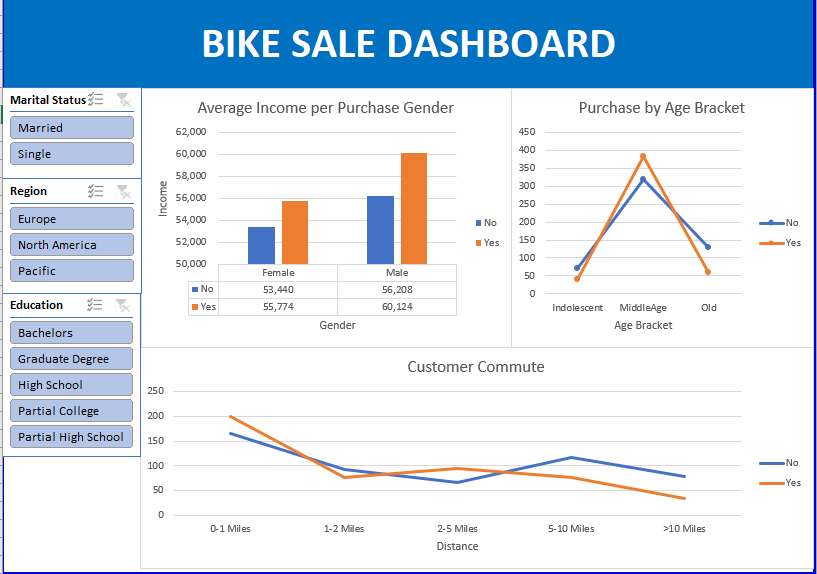 BIKE SALE DASHBOARD
Marital Status
Married
Single
Region
Europe
North America
Pacific
Education
Bachelors
Graduate Degree
High School
Partial College
Partial High School
Average Income per Purchase Gender
62,000
60,000
58,000
56,000
54,000
52,000
50,000
Income
Female Male
No 53,440 56,208
Yes 55,774 60,124
Gender
No
Yes
Purchase by Age Bracket
450
400
350
300
250
200
150
100
50
0
Indolescent MiddleAge Old
Age Bracket
No
Yes
Customer Commute
250
200
150
100
50
0
0-1 Miles 1-2 Miles 2-5 Miles 5-10 Miles >10 Miles
Distance
No
Yes